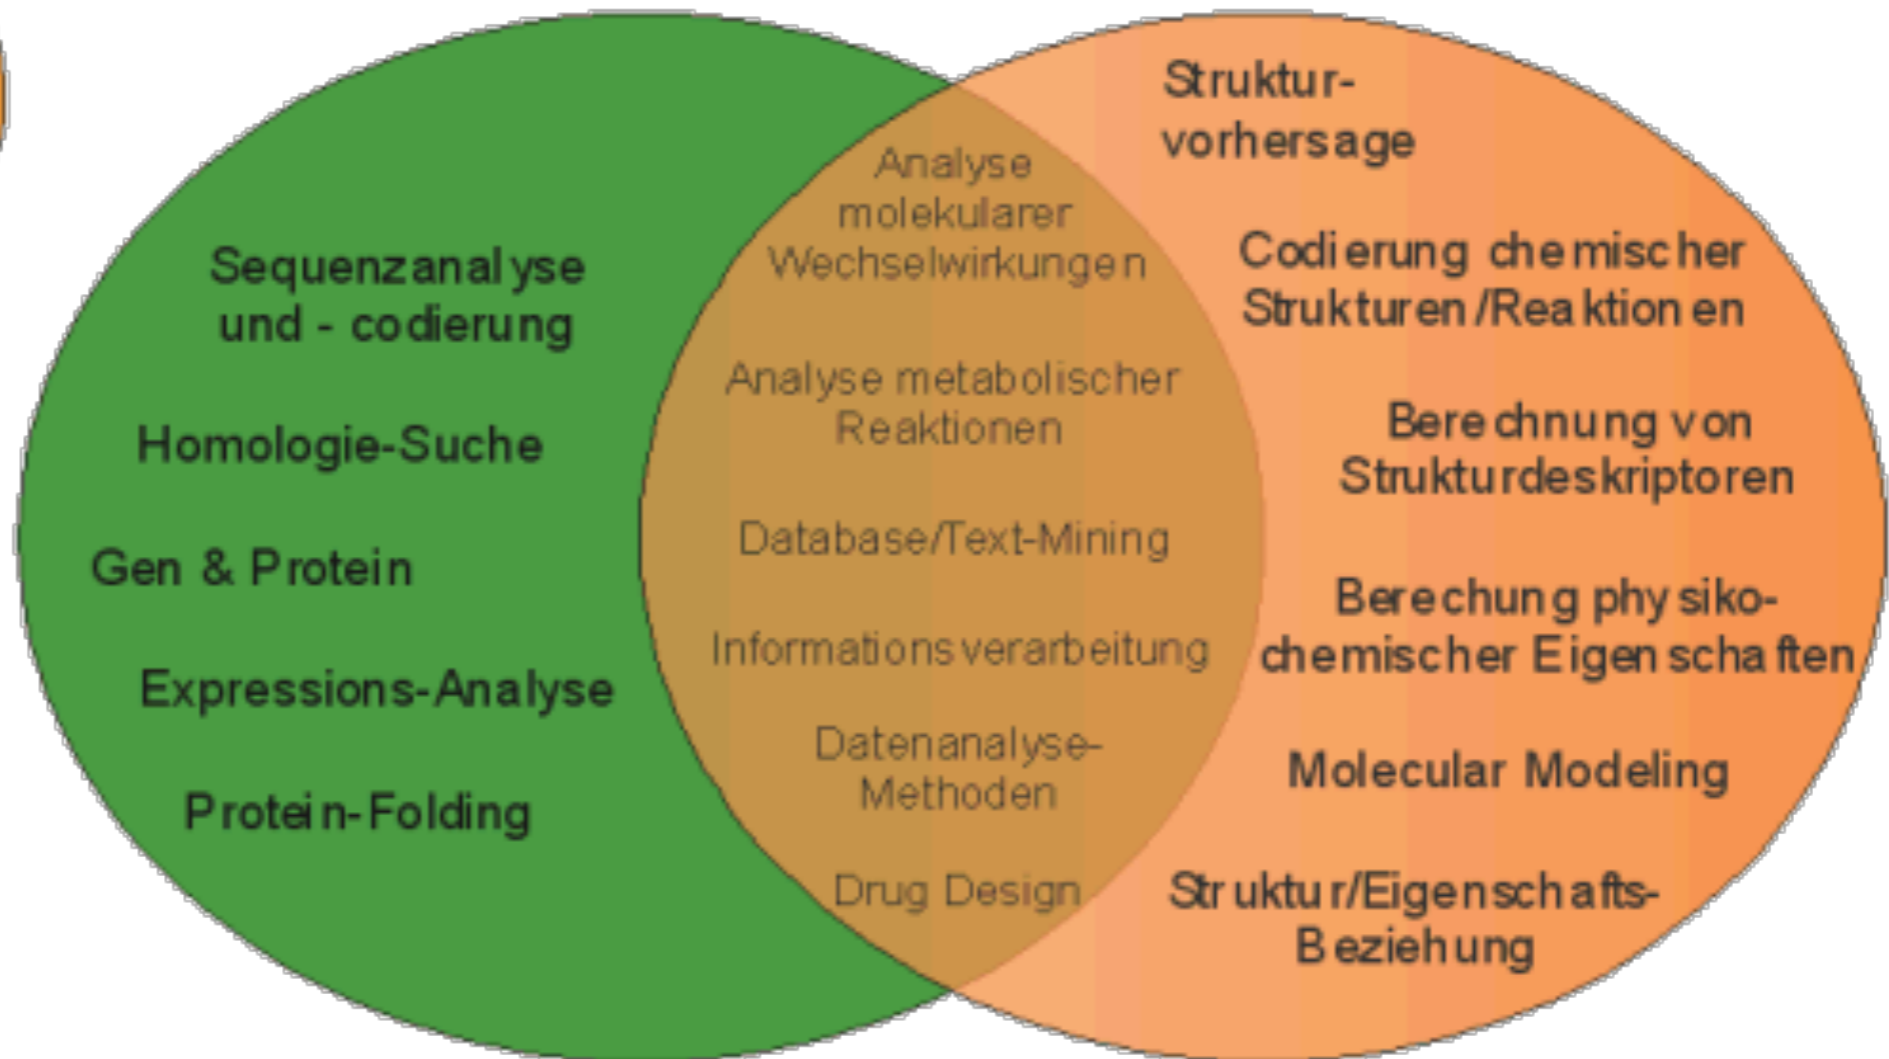 Sequenzanalyse
und - codierung
Homologie-Suche
Gen & Protein
Expressions-Analyse
Protein-Folding
Analyse
molekularer
Wechselwirkungen
Analyse metabolischer
Reaktionen
Database/Text-Mining
Informationsverarbeitung
Datenanalyse-
Methoden
Drug Design
Struktur-
vorhersage
Codierung chemischer
Strukturen/Reaktionen
Berechnung von
Strukturdeskriptoren
Berechung physiko-
chemischer Eigenschaften
Molecular Modeling
Struktur/Eigenschafts-
Beziehung